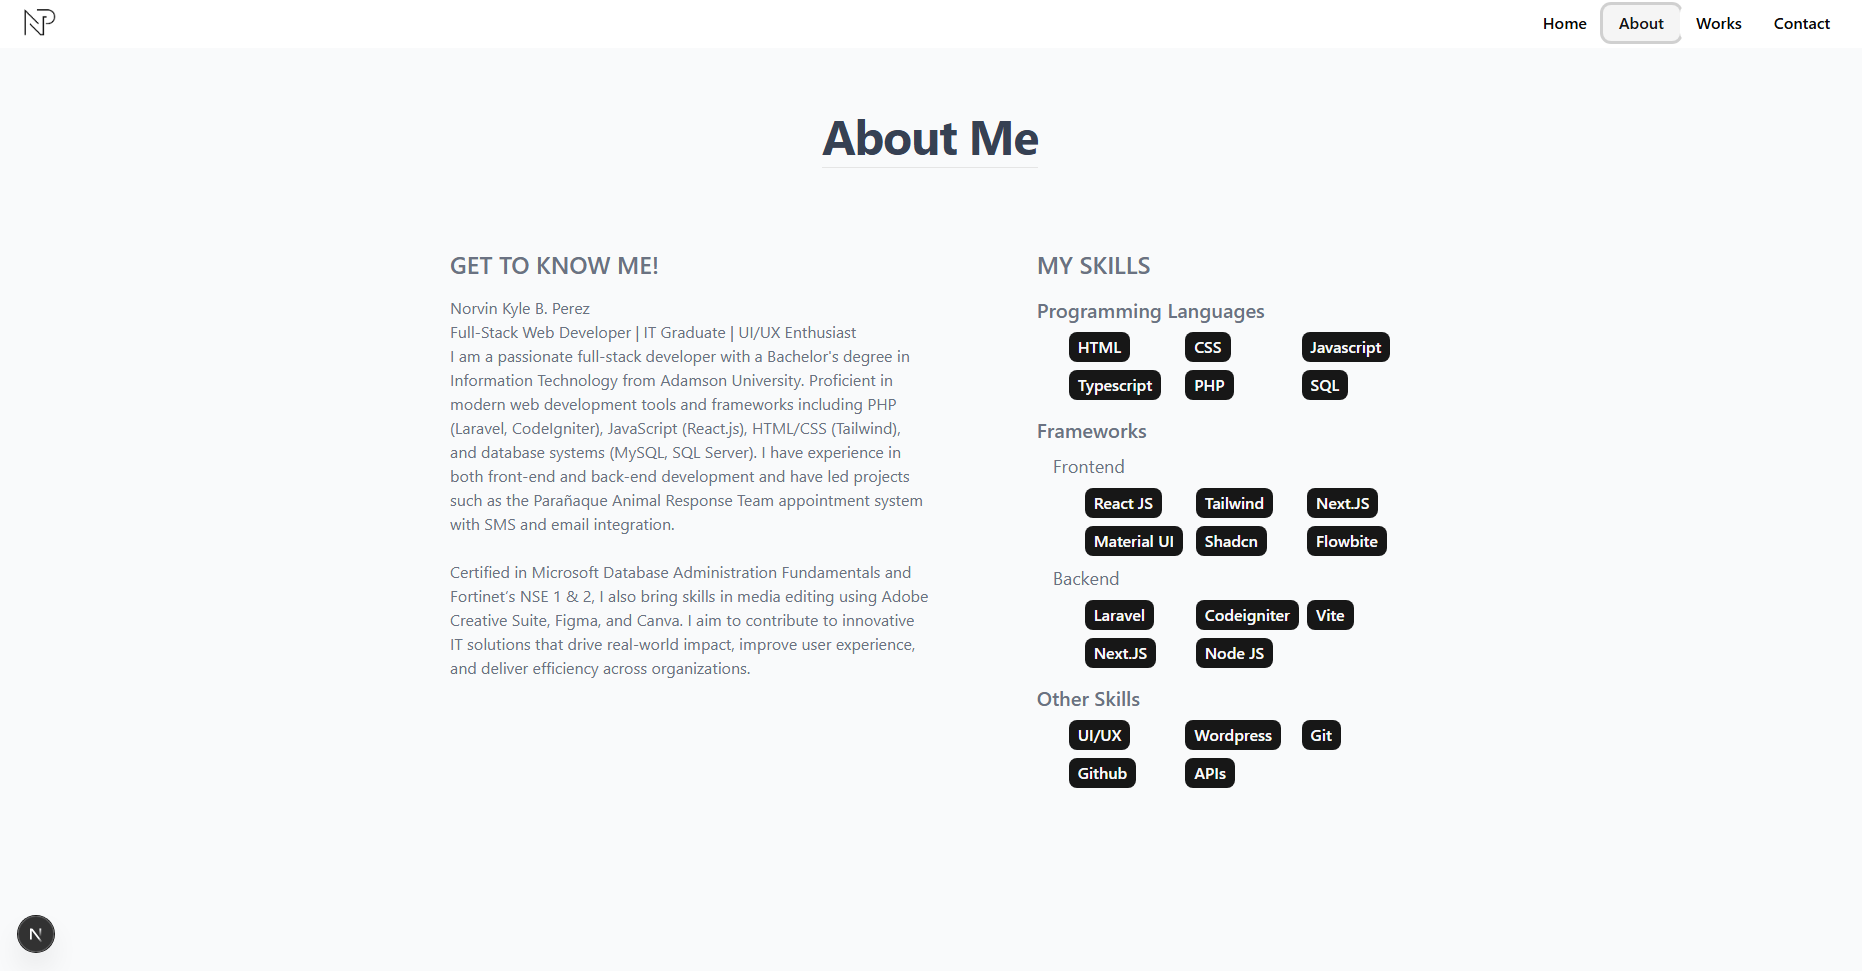 NP
Home About Works Contact
About Me
GET TO KNOW ME!
Norvin Kyle B. Perez
Full-Stack Web Developer | IT Graduate | UI/UX Enthusiast
I am a passionate full-stack developer with a Bachelor's degree in
Information Technology from Adamson University. Proficient in
modern web development tools and frameworks including PHP
(Laravel, CodeIgniter), JavaScript (React.js), HTML/CSS (Tailwind),
and database systems (MySQL, SQL Server). I have experience in
both front-end and back-end development and have led projects
such as the Parañaque Animal Response Team appointment system
with SMS and email integration.
Certified in Microsoft Database Administration Fundamentals and
Fortinet’s NSE 1 & 2, I also bring skills in media editing using Adobe
Creative Suite, Figma, and Canva. I aim to contribute to innovative
IT solutions that drive real-world impact, improve user experience,
and deliver efficiency across organizations.
MY SKILLS
Programming Languages
HTML CSS Javascript
Typescript PHP SQL
Frameworks
Frontend
React JS Tailwind Next.JS
Material UI Shadcn Flowbite
Backend
Laravel Codeigniter Vite
Next.JS Node JS
Other Skills
UI/UX Wordpress Git
Github APIs
N